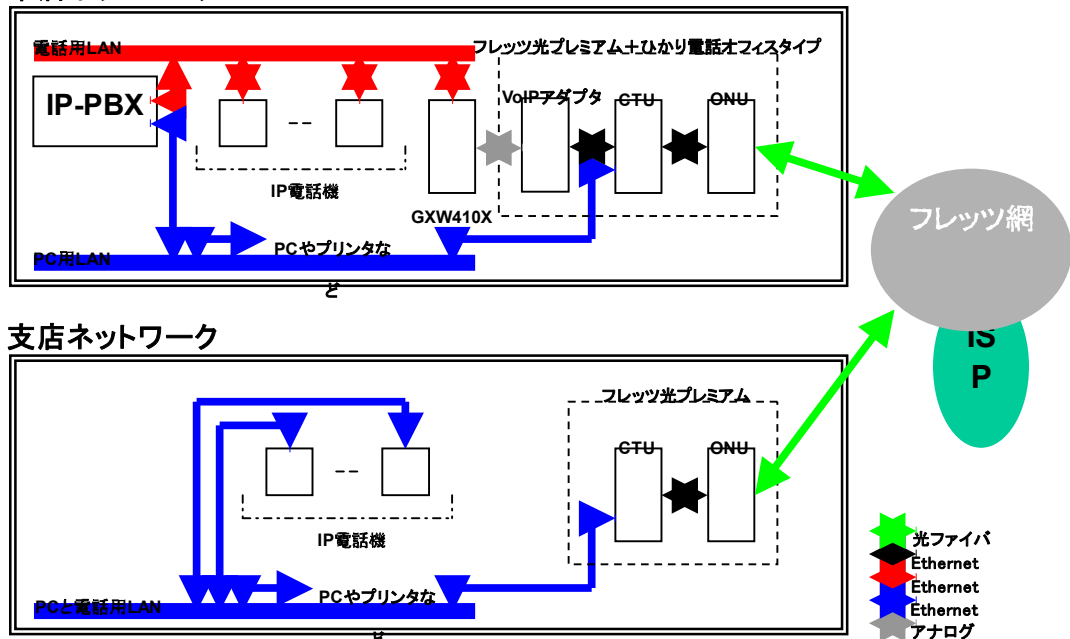 電話用LAN
フレッツ光プレミアム+ひかり電話オフィスタイプ
IP-PBX
VoIPアダプタ
CTU
ONU
--
IP電話機
GXW410X
フレッツ網
PCやプリンタな
ど
PC用LAN
支店ネットワーク
ISP
フレッツ光プレミアム
CTU
ONU
--
IP電話機
PCやプリンタな
PCと電話用LAN
光ファイバ
Ethernet
Ethernet
Ethernet
アナログ